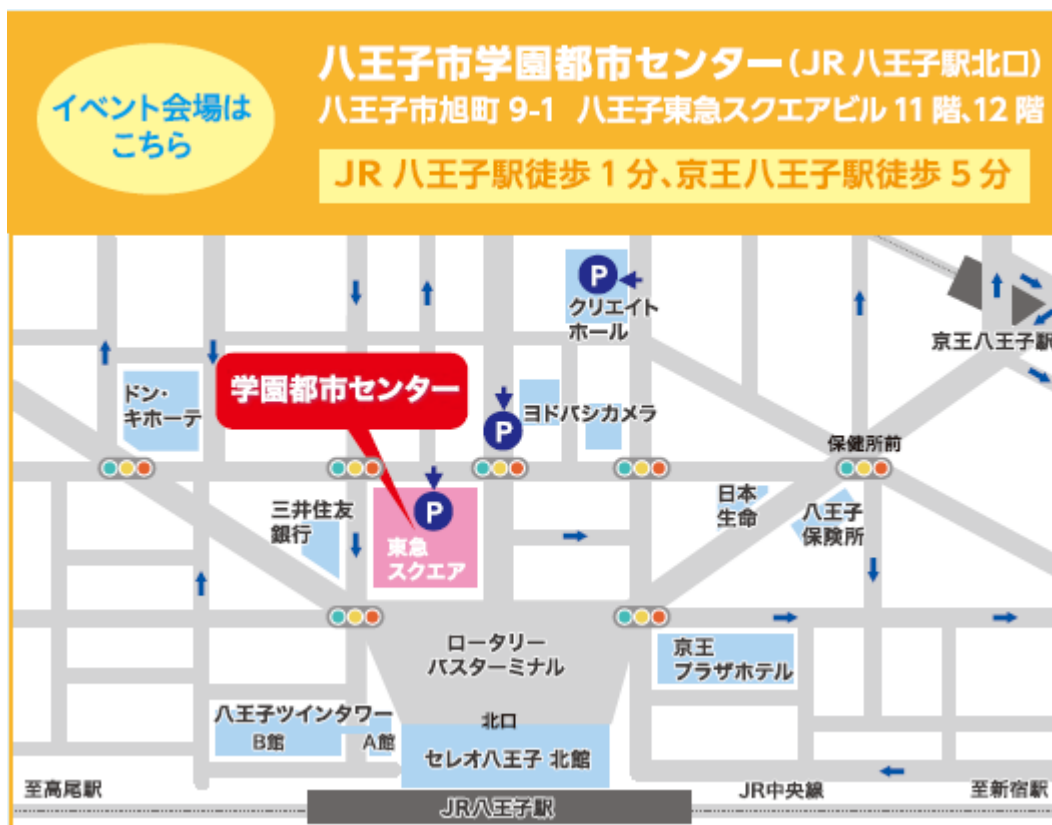 イベント会場は
こちら
八王子市学園都市センター(JR 八王子駅北口)
八王子市旭町 9-1 八王子東急スクエアビル 11 階、12 階
JR 八王子駅徒歩 1 分、京王八王子駅徒歩 5 分
P
クリエイト
ホール
京王八王子駅
ドン・
キホーテ
学園都市センター
P
ヨドバシカメラ
保健所前
三井住友
銀行
P
東急
スクエア
日本
生命
八王子
保険所
ロータリー
バスターミナル
京王
プラザホテル
八王子ツインタワー
B館
A館
北口
セレオ八王子 北館
至高尾駅
JR八王子駅
JR中央線
至新宿駅